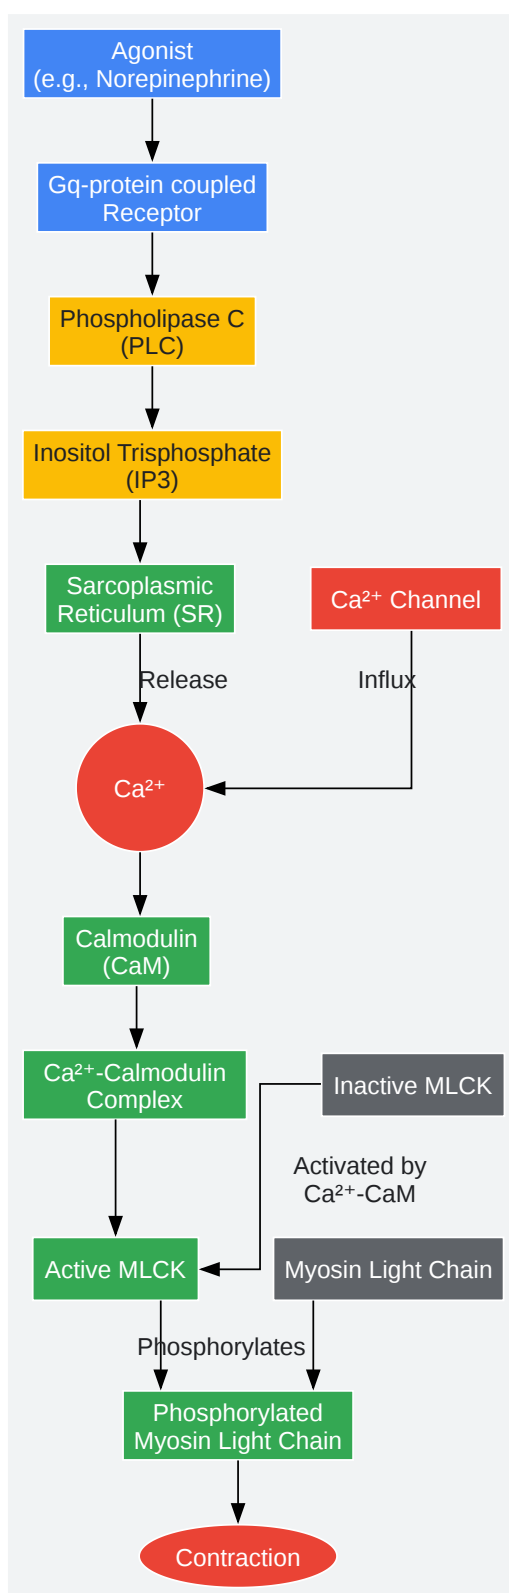 Agonist
(e.g., Norepinephrine)
Gq-protein coupled
Receptor
Phospholipase C
(PLC)
Inositol Trisphosphate
(IP3)
Sarcoplasmic
Reticulum (SR)
Ca²⁺ Channel
Release
Influx
Ca²⁺
Calmodulin
(CaM)
Ca²⁺-Calmodulin
Complex
Inactive MLCK
Activated by
Ca²⁺-CaM
Active MLCK
Myosin Light Chain
Phosphorylates
Phosphorylated
Myosin Light Chain
Contraction